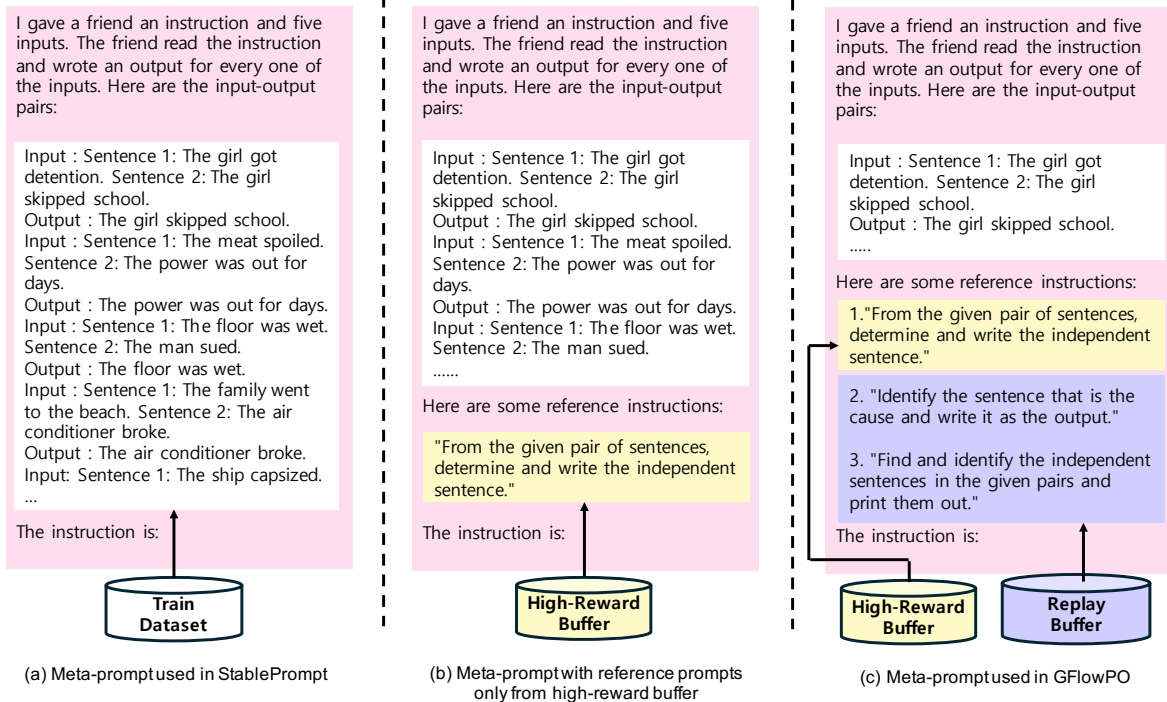 I gave a friend an instruction and five
inputs. The friend read the instruction
and wrote an output for every one of
the inputs. Here are the input-output
pairs:
Input : Sentence 1: The girl got
detention. Sentence 2: The girl
skipped school.
Output : The girl skipped school.
Input : Sentence 1: The meat spoiled.
Sentence 2: The power was out for
days.
Output : The power was out for days.
Input : Sentence 1: The floor was wet.
Sentence 2: The man sued.
Output : The floor was wet.
Input : Sentence 1: The family went
to the beach. Sentence 2: The air
conditioner broke.
Output : The air conditioner broke.
Input: Sentence 1: The ship capsized.
...
The instruction is:
Train
Dataset
(a) Meta-prompt used in StablePrompt
I gave a friend an instruction and five
inputs. The friend read the instruction
and wrote an output for every one of
the inputs. Here are the input-output
pairs:
Input : Sentence 1: The girl got
detention. Sentence 2: The girl
skipped school.
Output : The girl skipped school.
Input : Sentence 1: The meat spoiled.
Sentence 2: The power was out for
days.
Output : The power was out for days.
Input : Sentence 1: The floor was wet.
Sentence 2: The man sued.
......
Here are some reference instructions:
"From the given pair of sentences,
determine and write the independent
sentence."
The instruction is:
High-Reward
Buffer
(b) Meta-prompt with reference prompts
only from high-reward buffer
I gave a friend an instruction and five
inputs. The friend read the instruction
and wrote an output for every one of
the inputs. Here are the input-output
pairs:
Input : Sentence 1: The girl got
detention. Sentence 2: The girl
skipped school.
Output : The girl skipped school.
.....
Here are some reference instructions:
1."From the given pair of sentences,
determine and write the independent
sentence."
2. "Identify the sentence that is the
cause and write it as the output."
3. "Find and identify the independent
sentences in the given pairs and
print them out."
The instruction is:
High-Reward
Buffer
Replay
Buffer
(c) Meta-prompt used in GFlowPO